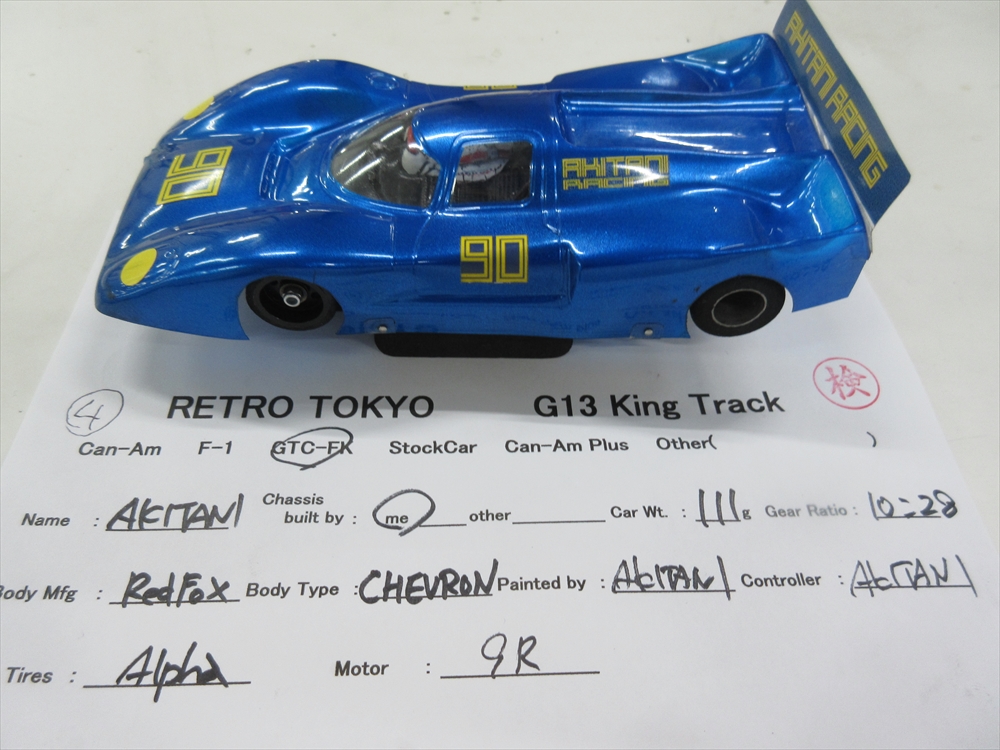 AKITANI RACING
90
AKITANI
RACING
90
検
4
RETRO TOKYO G13 King Track
Can-Am F-1 GTC-FK StockCar Can-Am Plus Other( )
Name : AKITANI Chassis built by : me other Car Wt. : 111g Gear Ratio : 10:28
Body Mfg : RedFox Body Type : CHEVRON Painted by : AKITANI Controller : AKITANI
Tires : Alpha Motor : 9R